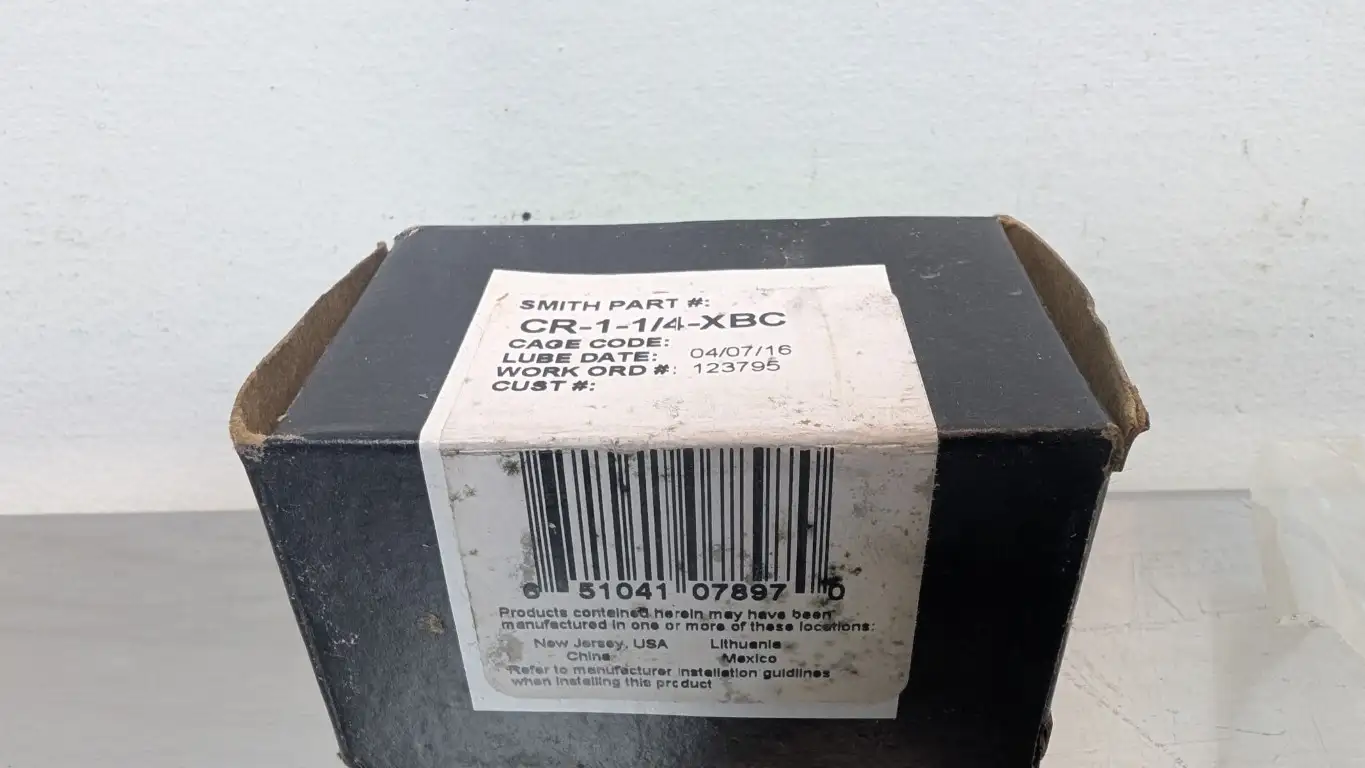 SMITH PART #:
CR-1-1/4-XBC
CAGE CODE:
LUBE DATE: 04/07/16
WORK ORD #: 123795
CUST #:
6 51041 07897 0
Products contained herein may have been
manufactured in one or more of these locations:
New Jersey, USA Lithuania
China Mexico
*Refer to manufacturer installation guidlines
when installing this product